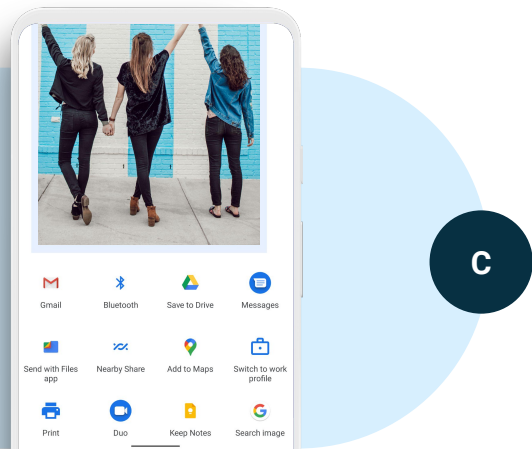 Gmail
Bluetooth
Save to Drive
Messages
Send with Files
app
Nearby Share
Add to Maps
Switch to work
profile
Print
Duo
Keep Notes
Search image
C